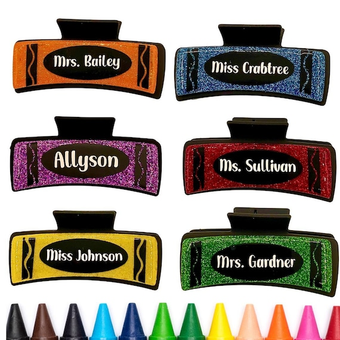 Mrs. Bailey
Miss Crabtree
Allyson
Ms. Sullivan
Miss Johnson
Mrs. Gardner